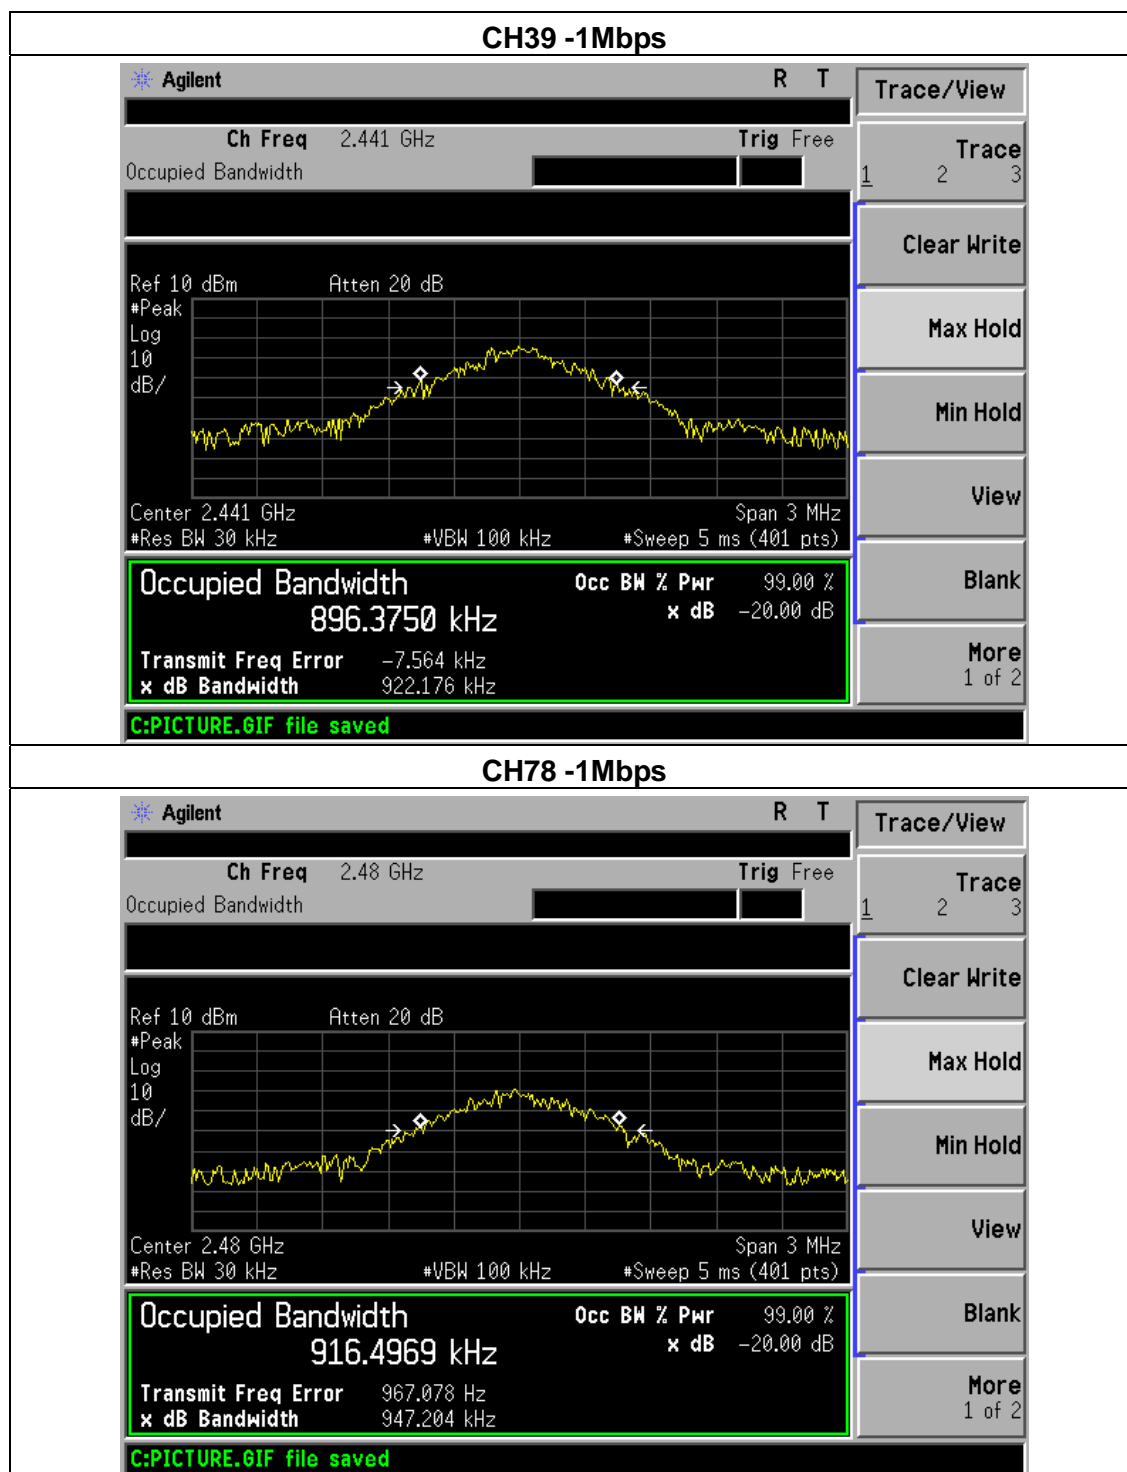 CH39 -1Mbps
Agilent R T
Trace/View
Ch Freq 2.441 GHz Trig Free
Occupied Bandwidth
Trace
1 2 3
Clear Write
Ref 10 dBm Atten 20 dB
#Peak
Log
10
dB/
Max Hold
Min Hold
View
Center 2.441 GHz Span 3 MHz
#Res BW 30 kHz #VBW 100 kHz #Sweep 5 ms (401 pts)
Occupied Bandwidth Occ BW % Pwr 99.00 %
896.3750 kHz x dB -20.00 dB
Blank
Transmit Freq Error -7.564 kHz
x dB Bandwidth 922.176 kHz
More
1 of 2
C:PICTURE.GIF file saved
CH78 -1Mbps
Agilent R T
Trace/View
Ch Freq 2.48 GHz Trig Free
Occupied Bandwidth
Trace
1 2 3
Clear Write
Ref 10 dBm Atten 20 dB
#Peak
Log
10
dB/
Max Hold
Min Hold
View
Center 2.48 GHz Span 3 MHz
#Res BW 30 kHz #VBW 100 kHz #Sweep 5 ms (401 pts)
Occupied Bandwidth Occ BW % Pwr 99.00 %
916.4969 kHz x dB -20.00 dB
Blank
Transmit Freq Error 967.078 Hz
x dB Bandwidth 947.204 kHz
More
1 of 2
C:PICTURE.GIF file saved